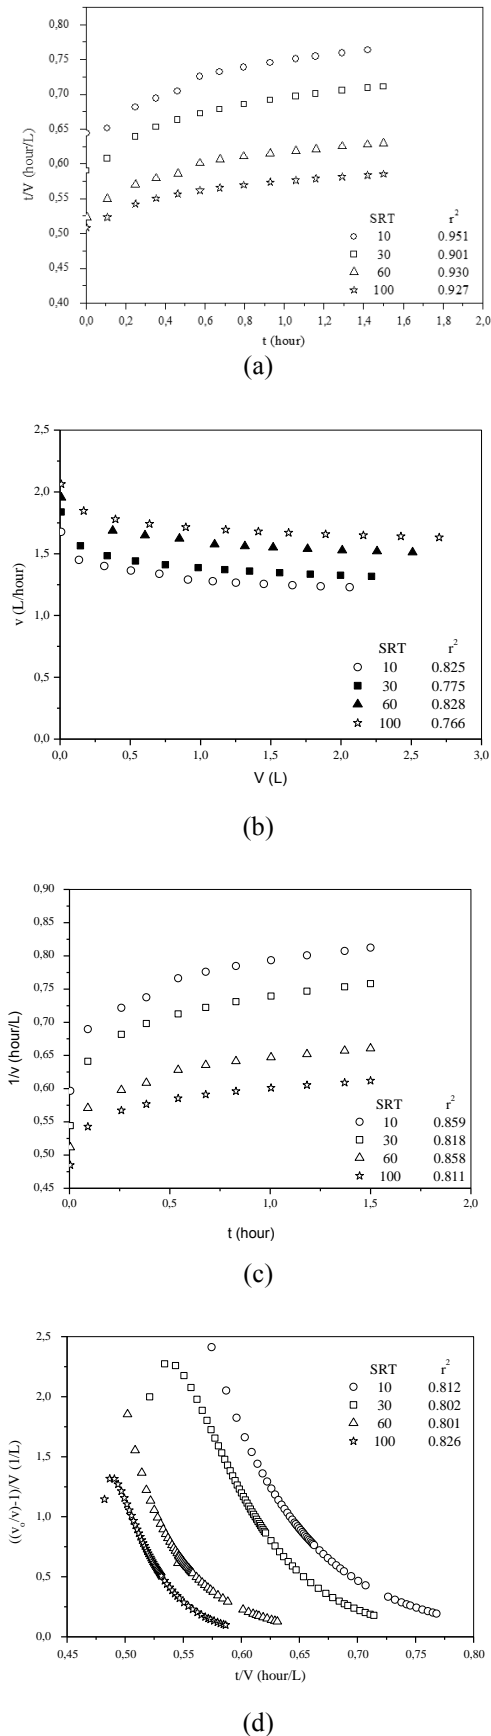 0,80
0,75
0,70
0,65
0,60
0,55
0,50
0,45
0,40
t/V (hour/L)
SRT r²
10 0.951
30 0.901
60 0.930
100 0.927
0,0 0,2 0,4 0,6 0,8 1,0 1,2 1,4 1,6 1,8 2,0
t (hour)
(a)
2,5
2,0
1,5
1,0
0,5
0,0
v (L/hour)
SRT r²
10 0.825
30 0.775
60 0.828
100 0.766
0,0 0,5 1,0 1,5 2,0 2,5 3,0
V (L)
(b)
0,90
0,85
0,80
0,75
0,70
0,65
0,60
0,55
0,50
0,45
1/v (hour/L)
SRT r²
10 0.859
30 0.818
60 0.858
100 0.811
0,0 0,5 1,0 1,5 2,0
t (hour)
(c)
2,5
2,0
1,5
1,0
0,5
0,0
((v₀/v)-1)/V (1/L)
SRT r²
10 0.812
30 0.802
60 0.801
100 0.826
0,45 0,50 0,55 0,60 0,65 0,70 0,75 0,80
t/V (hour/L)
(d)